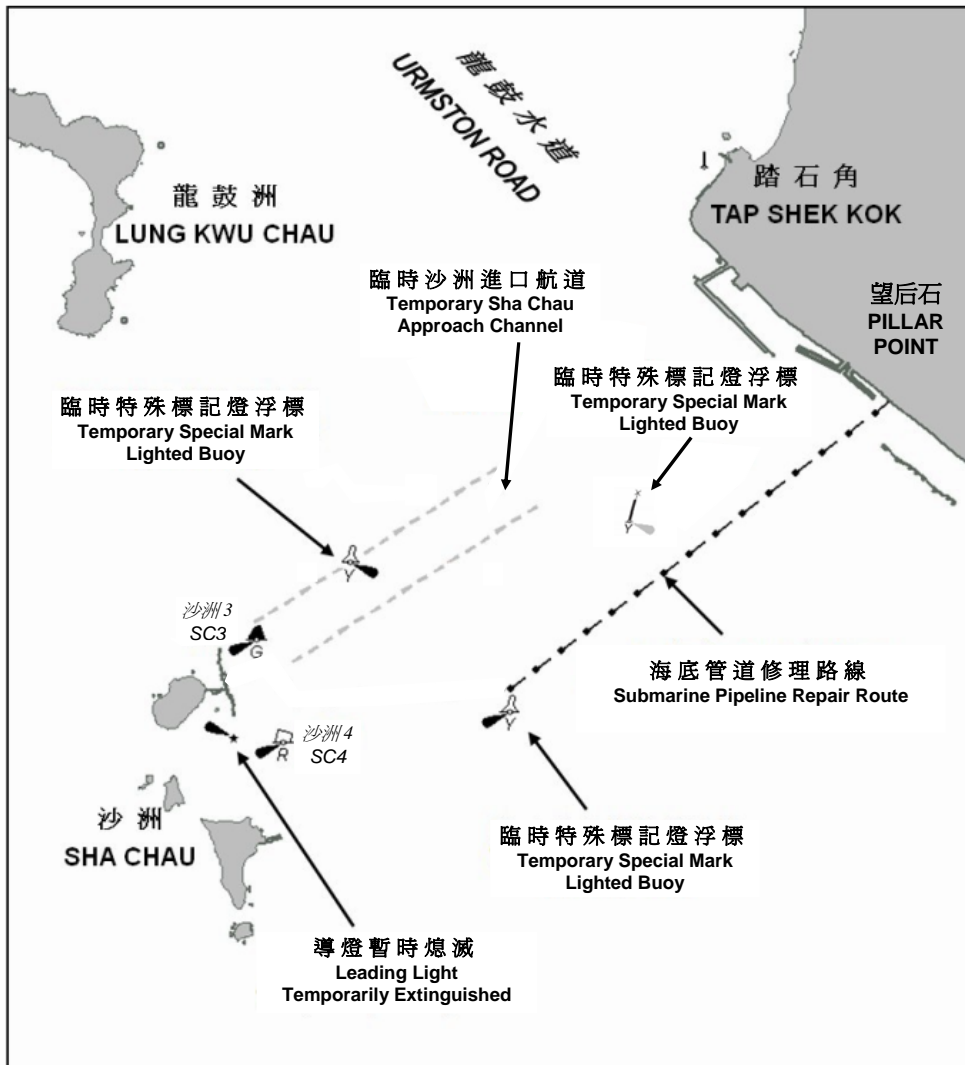 龍鼓水道
URMSTON ROAD
踏石角
TAP SHEK KOK
龍鼓洲
LUNG KWU CHAU
望后石
PILLAR
POINT
臨時沙洲進口航道
Temporary Sha Chau
Approach Channel
臨時特殊標記燈浮標
Temporary Special Mark
Lighted Buoy
臨時特殊標記燈浮標
Temporary Special Mark
Lighted Buoy
Y
Y
沙洲3
SC3
G
海底管道修理路線
Submarine Pipeline Repair Route
Y
沙洲4
SC4
R
沙洲
SHA CHAU
臨時特殊標記燈浮標
Temporary Special Mark
Lighted Buoy
導燈暫時熄滅
Leading Light
Temporarily Extinguished